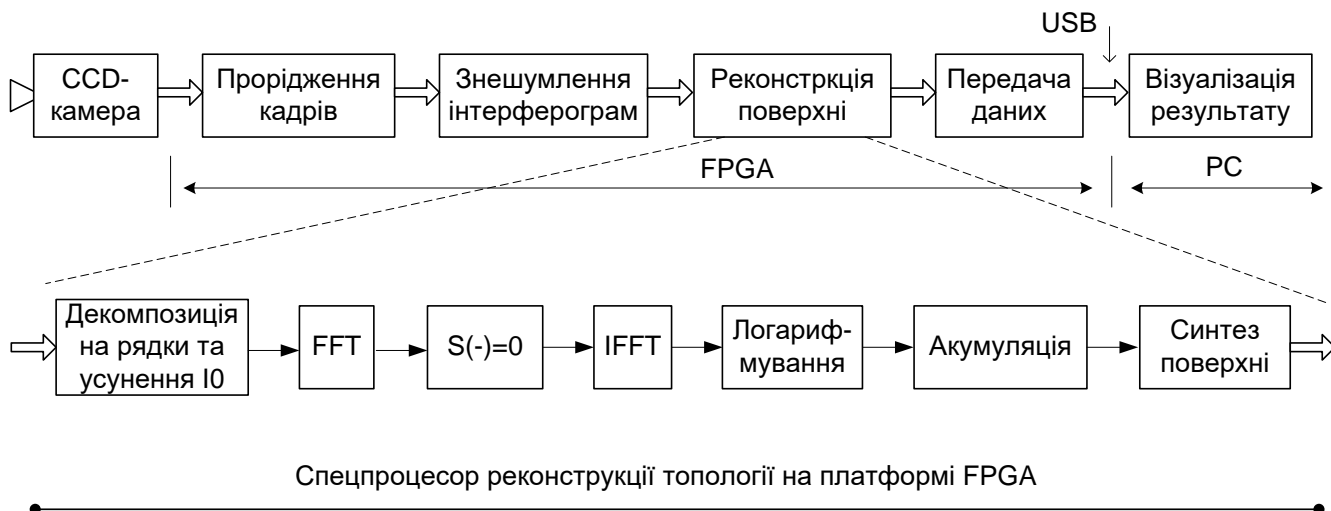 USB
CCD-
камера
Прорідження
кадрів
Знешумлення
інтерферограм
Реконстркція
поверхні
Передача
даних
Візуалізація
результату
FPGA
PC
Декомпозиція
на рядки та
усунення I0
FFT
S(-)=0
IFFT
Логариф-
мування
Акумуляція
Синтез
поверхні
Спецпроцесор реконструкції топології на платформі FPGA